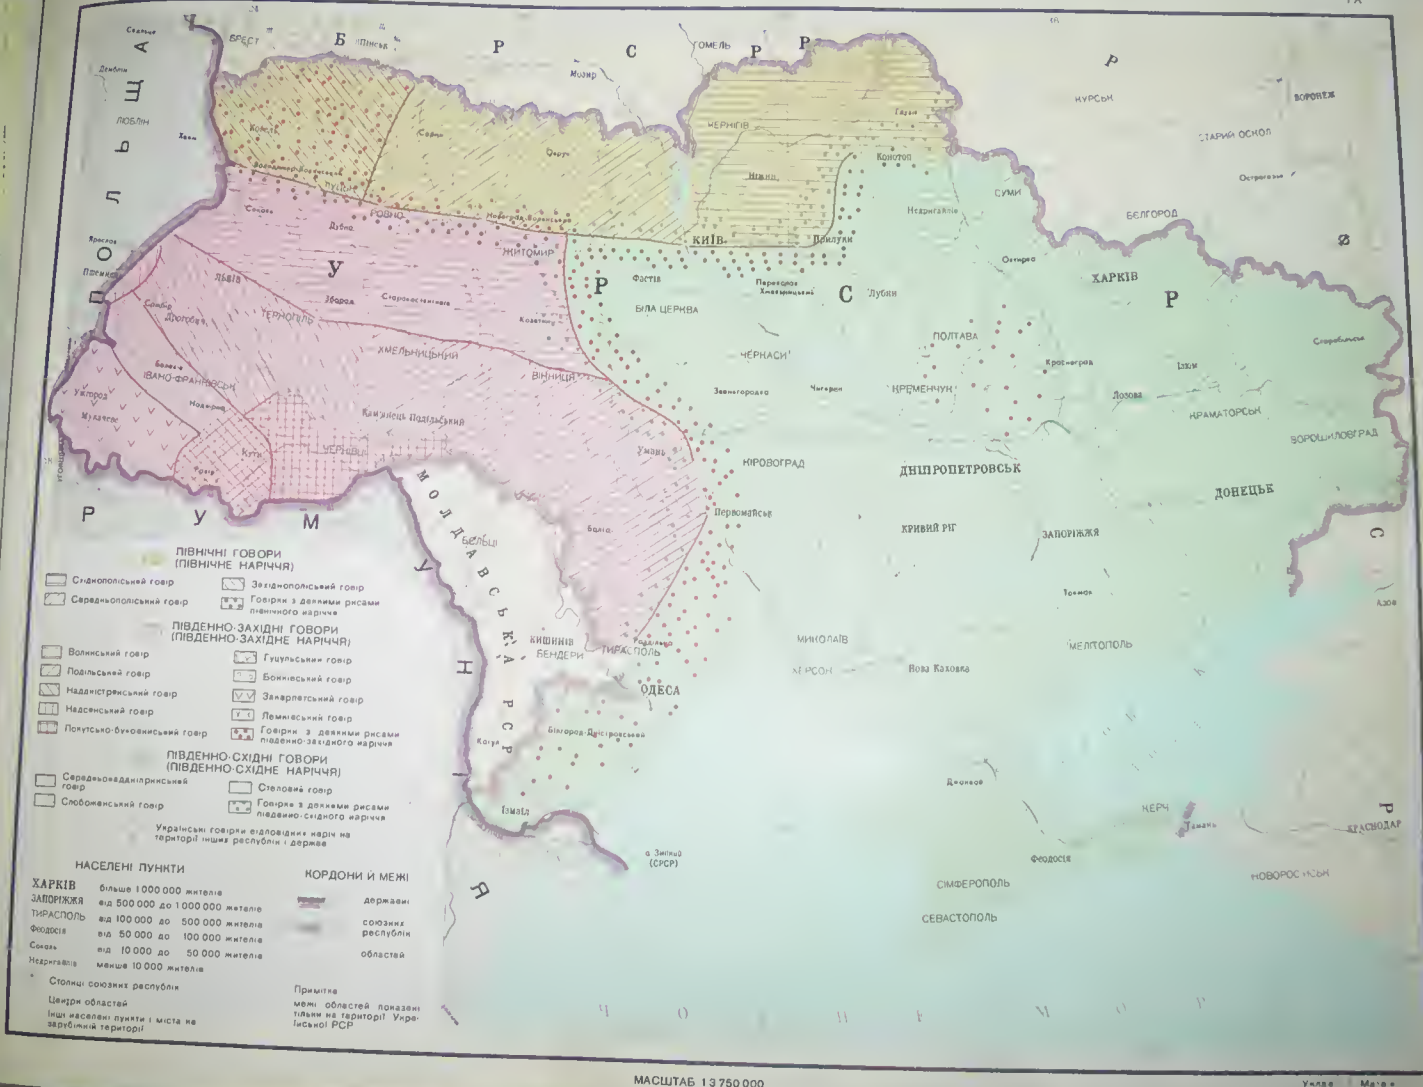 БРЕСТ
Пінськ
Мозир
ГОМЕЛЬ
КУРСЬК
ВОРОНЕЖ
СТАРИЙ ОСКОЛ
БЄЛГОРОД
ЛЮБЛІН
Демблін
Холм
ПОЛЬЩА
Б Р С Р
Р Р Ф С Р
У Р С Р
Ковель
Володимир-Волинський
Сарни
Овруч
ЧЕРНІГІВ
Ніжин
Конотоп
СУМИ
Недригайлів
РОВНО
Новоград-Волинський
Сокаль
Дубно
ЖИТОМИР
КИЇВ
Прилуки
Охтирка
ХАРКІВ
ЛЬВІВ
Збараж
Старокостянтинів
ТЕРНОПІЛЬ
Козятин
Фастів
Переяслав
Хмельницький
Лубни
БІЛА ЦЕРКВА
Самбір
Дрогобич
ХМЕЛЬНИЦЬКИЙ
ВІННИЦЯ
ЧЕРКАСИ
ПОЛТАВА
Красноград
Ізюм
Старобільськ
ІВАНО-ФРАНКІВСЬК
Звенигородка
Чигирин
КРЕМЕНЧУК
Лозова
КРАМАТОРСЬК
ВОРОШИЛОВГРАД
Ужгород
Мукачеве
Надвірна
Кам'янець-Подільський
Рахів
Кути
ЧЕРНІВЦІ
Умань
КІРОВОГРАД
ДНІПРОПЕТРОВСЬК
ДОНЕЦЬК
Балта
Первомайськ
КРИВИЙ РІГ
ЗАПОРІЖЖЯ
Токмак
БЕЛЬЦІ
МОЛДАВСЬКА РСР
КИШИНІВ
БЕНДЕРИ
ТИРАСПОЛЬ
Роздільна
ОДЕСА
МИКОЛАЇВ
ХЕРСОН
Нова Каховка
МЕЛІТОПОЛЬ
Азов
Білгород-Дністровський
Кагул
Ізмаїл
о. Зміїний
(СРСР)
Джанкой
КЕРЧ
Тамань
КРАСНОДАР
Феодосія
СІМФЕРОПОЛЬ
НОВОРОСІЙСЬК
СЕВАСТОПОЛЬ
РУМУНІЯ
ЧОРНЕ МОРЕ
ПІВНІЧНІ ГОВОРИ
(ПІВНІЧНЕ НАРІЧЧЯ)
Східнополіський говір
Середньополіський говір
Західнополіський говір
Говірки з деякими рисами
північного наріччя
ПІВДЕННО-ЗАХІДНІ ГОВОРИ
(ПІВДЕННО-ЗАХІДНЕ НАРІЧЧЯ)
Волинський говір
Подільський говір
Наддністрянський говір
Надсянський говір
Покутсько-буковинський говір
Гуцульський говір
Бойківський говір
Закарпатський говір
Лемківський говір
Говірки з деякими рисами
південно-західного наріччя
ПІВДЕННО-СХІДНІ ГОВОРИ
(ПІВДЕННО-СХІДНЕ НАРІЧЧЯ)
Середньонаддніпрянський
говір
Слобожанський говір
Степовий говір
Говірки з деякими рисами
південно-східного наріччя
Українські говірки відповідних наріч на
території інших республік і держав
НАСЕЛЕНІ ПУНКТИ
ХАРКІВ більше 1 000 000 жителів
ЗАПОРІЖЖЯ від 500 000 до 1 000 000 жителів
ТИРАСПОЛЬ від 100 000 до 500 000 жителів
Феодосія від 50 000 до 100 000 жителів
Сокаль від 10 000 до 50 000 жителів
Недригайлів менше 10 000 жителів
Столиці союзних республік
Центри областей
Інші населені пункти і міста на
зарубіжній території
КОРДОНИ Й МЕЖІ
державні
союзних
республік
областей
Примітка
межі областей показані
тільки на території Укра-
їнської РСР
МАСШТАБ 1:3 750 000